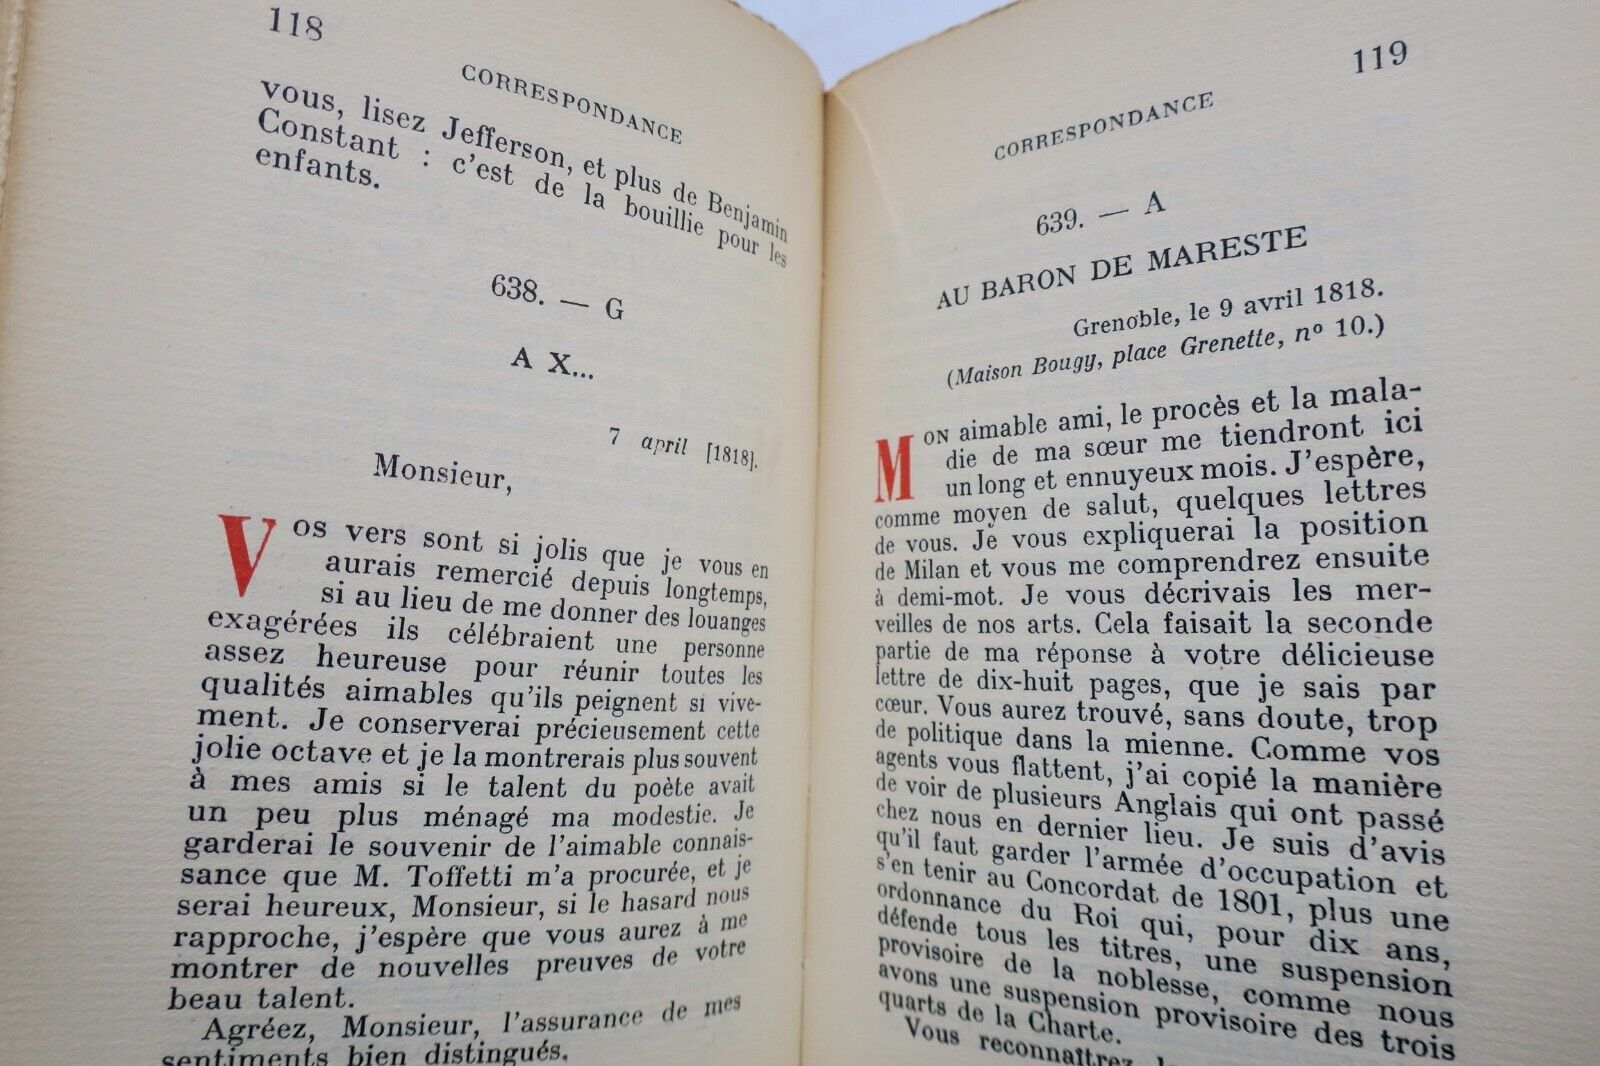 118
CORRESPONDANCE
vous, lisez Jefferson, et plus de Benjamin
Constant : c'est de la bouillie pour les
enfants.
638. — G
A X...
7 april [1818].
Monsieur,
Vos vers sont si jolis que je vous en
aurais remercié depuis longtemps,
si au lieu de me donner des louanges
exagérées ils célébraient une personne
assez heureuse pour réunir toutes les
qualités aimables qu'ils peignent si vive-
ment. Je conserverai précieusement cette
jolie octave et je la montrerais plus souvent
à mes amis si le talent du poète avait
un peu plus ménagé ma modestie. Je
garderai le souvenir de l'aimable connais-
sance que M. Toffetti m'a procurée, et je
serai heureux, Monsieur, si le hasard nous
rapproche, j'espère que vous aurez à me
montrer de nouvelles preuves de votre
beau talent.
Agréez, Monsieur, l'assurance de mes
sentiments bien distingués.
119
CORRESPONDANCE
639. — A
AU BARON DE MARESTE
Grenoble, le 9 avril 1818.
(Maison Bougy, place Grenette, nº 10.)
Mon aimable ami, le procès et la mala-
die de ma sœur me tiendront ici
un long et ennuyeux mois. J'espère,
comme moyen de salut, quelques lettres
de vous. Je vous expliquerai la position
de Milan et vous me comprendrez ensuite
à demi-mot. Je vous décrivais les mer-
veilles de nos arts. Cela faisait la seconde
partie de ma réponse à votre délicieuse
lettre de dix-huit pages, que je sais par
cœur. Vous aurez trouvé, sans doute, trop
de politique dans la mienne. Comme vos
agents vous flattent, j'ai copié la manière
de voir de plusieurs Anglais qui ont passé
chez nous en dernier lieu. Je suis d'avis
qu'il faut garder l'armée d'occupation et
s'en tenir au Concordat de 1801, plus une
ordonnance du Roi qui, pour dix ans,
défende tous les titres, une suspension
provisoire de la noblesse, comme nous
avons une suspension provisoire des trois
quarts de la Charte.
Vous reconnaîtrez